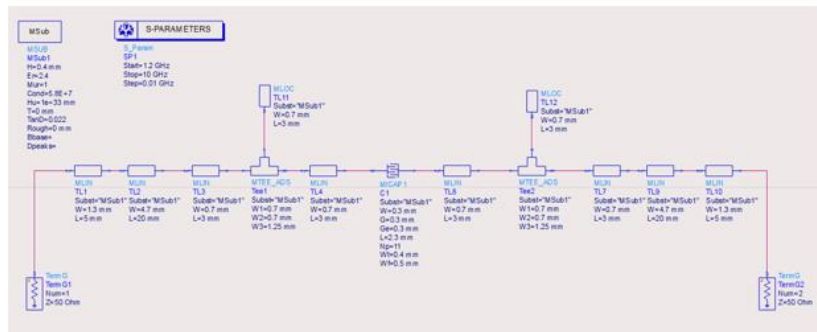 MSub
MSUB
MSub1
H=0.4 mm
Er=2.4
Mur=1
Cond=5.8E+7
Hu=1e+33 mm
T=0 mm
TanD=0.022
Rough=0 mm
Bbase=
Dpeaks=
S-PARAMETERS
S_Param
SP1
Start=1.2 GHz
Stop=10 GHz
Step=0.01 GHz
MLOC
TL11
Subst="MSub1"
W=0.7 mm
L=3 mm
MLOC
TL12
Subst="MSub1"
W=0.7 mm
L=3 mm
MLIN
TL1
Subst="MSub1"
W=1.3 mm
L=5 mm
MLIN
TL2
Subst="MSub1"
W=4.7 mm
L=20 mm
MLIN
TL3
Subst="MSub1"
W=0.7 mm
L=3 mm
MTEE_ADS
Tee1
Subst="MSub1"
W1=0.7 mm
W2=0.7 mm
W3=1.25 mm
MLIN
TL4
Subst="MSub1"
W=0.7 mm
L=3 mm
MICAP1
C1
Subst="MSub1"
W=0.3 mm
G=0.3 mm
Ge=0.3 mm
L=2.3 mm
Np=11
Wt=0.4 mm
Wf=0.5 mm
MLIN
Subst="MSub1"
W=0.7 mm
L=3 mm
MTEE_ADS
Tee2
Subst="MSub1"
W1=0.7 mm
W2=0.7 mm
W3=1.25 mm
MLIN
TL7
Subst="MSub1"
W=0.7 mm
L=3 mm
MLIN
TL9
Subst="MSub1"
W=4.7 mm
L=20 mm
MLIN
TL10
Subst="MSub1"
W=1.3 mm
L=5 mm
TermG
TermG1
Num=1
Z=50 Ohm
TermG
TermG2
Num=2
Z=50 Ohm